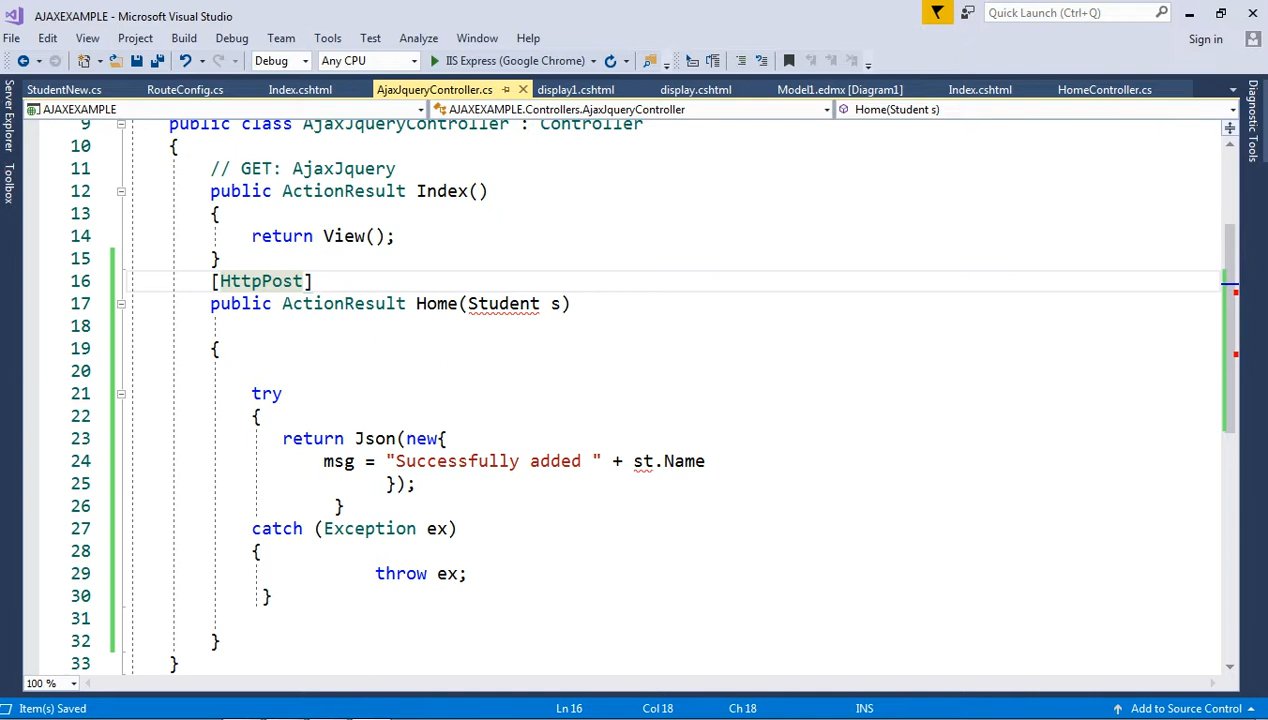 AJAXEXAMPLE - Microsoft Visual Studio
Quick Launch (Ctrl+Q)
File Edit View Project Build Debug Team Tools Test Analyze Window Help
Sign in
Debug Any CPU IIS Express (Google Chrome)
StudentNew.cs RouteConfig.cs Index.cshtml AjaxJqueryController.cs display1.cshtml display.cshtml Model1.edmx [Diagram1] Index.cshtml HomeController.cs
AJAXEXAMPLE AJAXEXAMPLE.Controllers.AjaxJqueryController Home(Student s)
Server Explorer
Toolbox
Diagnostic Tools
9 public class AjaxJqueryController : Controller
10 {
11 // GET: AjaxJquery
12 public ActionResult Index()
13 {
14 return View();
15 }
16 [HttpPost]
17 public ActionResult Home(Student s)
18
19 {
20
21 try
22 {
23 return Json(new{
24 msg = "Successfully added " + st.Name
25 });
26 }
27 catch (Exception ex)
28 {
29 throw ex;
30 }
31
32 }
33 }
100 %
Item(s) Saved Ln 16 Col 18 Ch 18 INS Add to Source Control